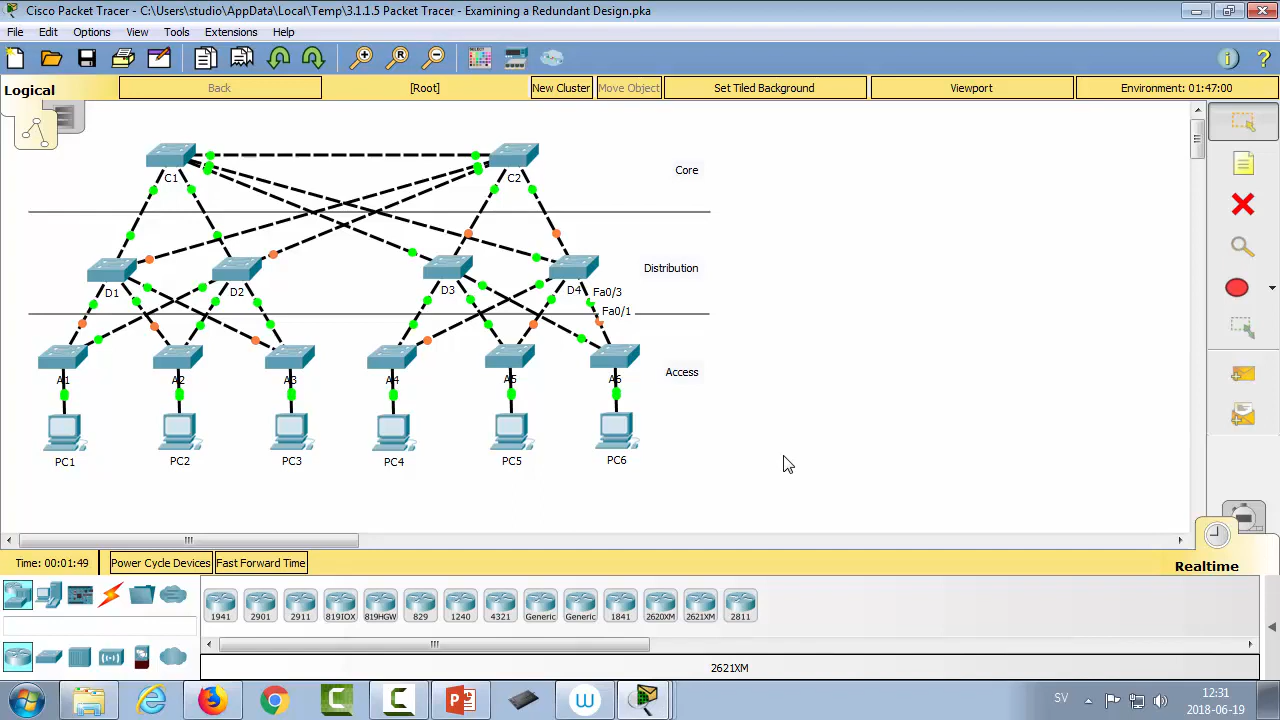 Cisco Packet Tracer - C:\Users\studio\AppData\Local\Temp\3.1.1.5 Packet Tracer - Examining a Redundant Design.pka
File Edit Options View Tools Extensions Help
Logical Back [Root] New Cluster Move Object Set Tiled Background Viewport Environment: 01:47:00
C1 C2 Core
D1 D2 D3 D4 Distribution
Fa0/3
Fa0/1
A1 A2 A3 A4 A5 A6 Access
PC1 PC2 PC3 PC4 PC5 PC6
Time: 00:01:49 Power Cycle Devices Fast Forward Time Realtime
1941 2901 2911 819IOX 819HGW 829 1240 4321 Generic Generic 1841 2620XM 2621XM 2811
2621XM
SV 12:31
2018-06-19